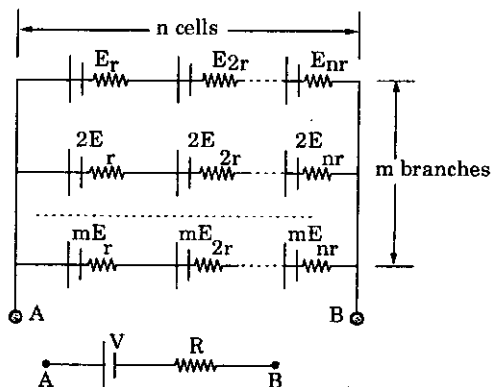 n cells
E r E 2r E nr
2E r 2E 2r 2E nr
m branches
mE r mE 2r mE nr
A B
V R
A B